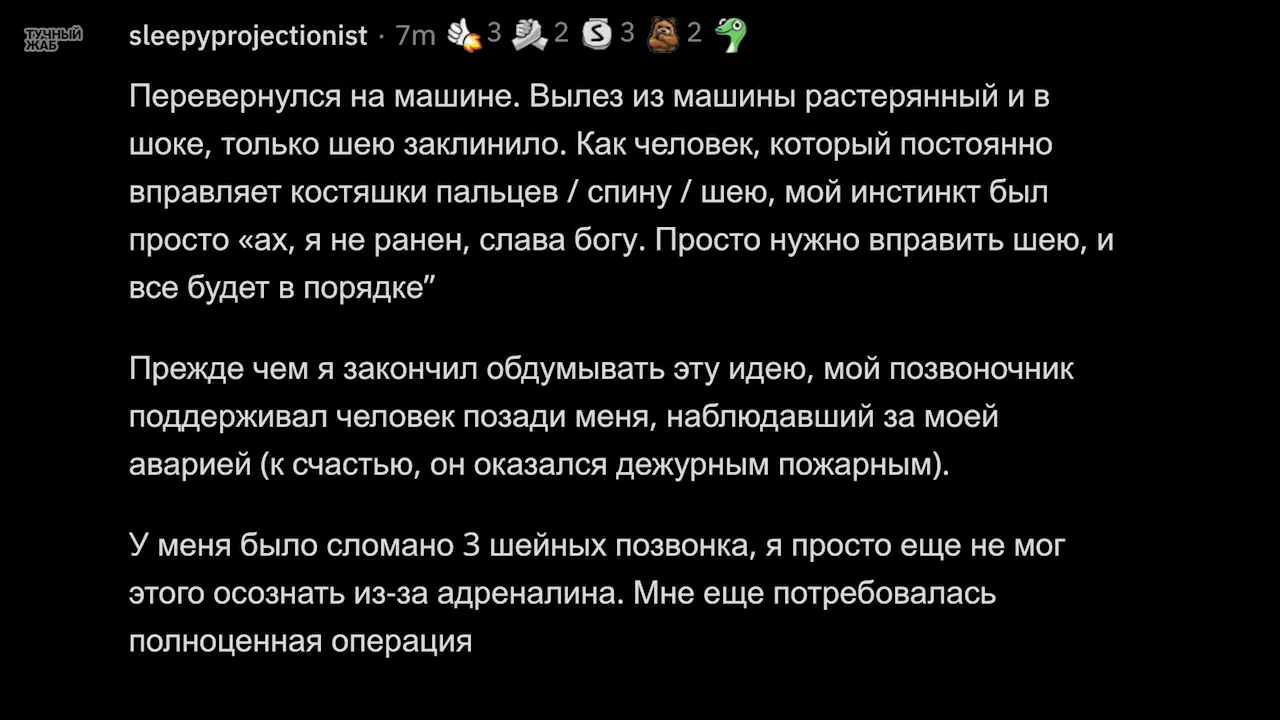 ТУЧНЫЙ
ЖАБ
sleepyprojectionist · 7m 3 2 3 2
Перевернулся на машине. Вылез из машины растерянный и в
шоке, только шею заклинило. Как человек, который постоянно
вправляет костяшки пальцев / спину / шею, мой инстинкт был
просто «ах, я не ранен, слава богу. Просто нужно вправить шею, и
все будет в порядке”
Прежде чем я закончил обдумывать эту идею, мой позвоночник
поддерживал человек позади меня, наблюдавший за моей
аварией (к счастью, он оказался дежурным пожарным).
У меня было сломано 3 шейных позвонка, я просто еще не мог
этого осознать из-за адреналина. Мне еще потребовалась
полноценная операция